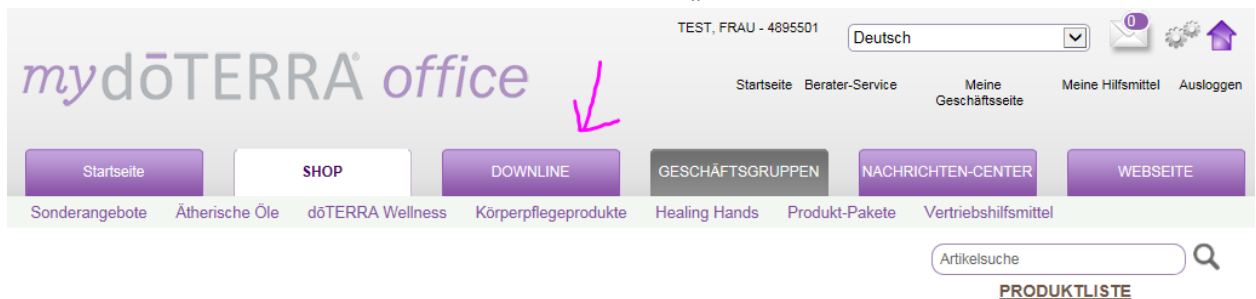 TEST, FRAU - 4895501
Deutsch
0
mydōTERRA office
Startseite Berater-Service Meine Geschäftsseite Meine Hilfsmittel Ausloggen
Startseite SHOP DOWNLINE GESCHÄFTSGRUPPEN NACHRICHTEN-CENTER WEBSEITE
Sonderangebote Ätherische Öle dōTERRA Wellness Körperpflegeprodukte Healing Hands Produkt-Pakete Vertriebshilfsmittel
Artikelsuche
PRODUKTLISTE